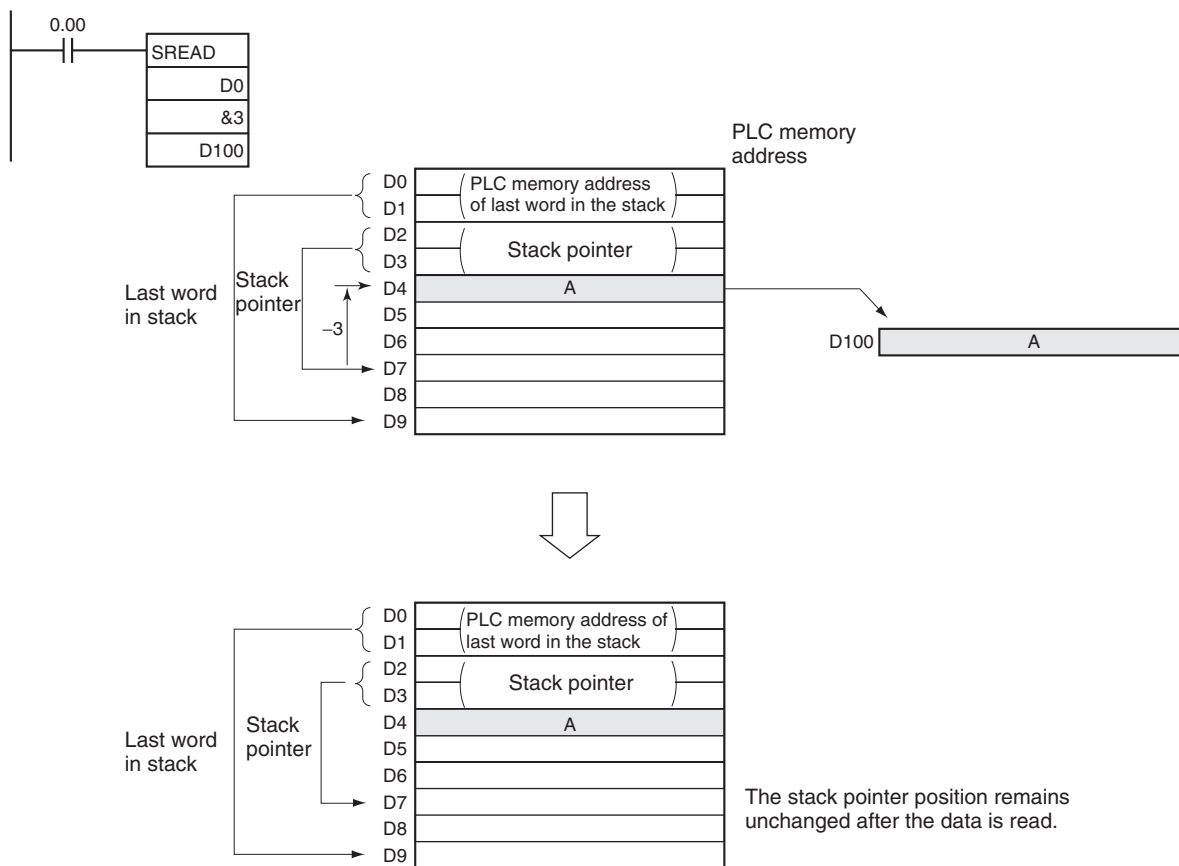 0.00
SREAD
D0
&3
D100
PLC memory
address
D0
D1
D2
D3
D4
D5
D6
D7
D8
D9
PLC memory address
of last word in the stack
Stack pointer
A
Last word
in stack
Stack
pointer
–3
D100
A
D0
D1
D2
D3
D4
D5
D6
D7
D8
D9
PLC memory address of
last word in the stack
Stack pointer
A
Last word
in stack
Stack
pointer
The stack pointer position remains
unchanged after the data is read.